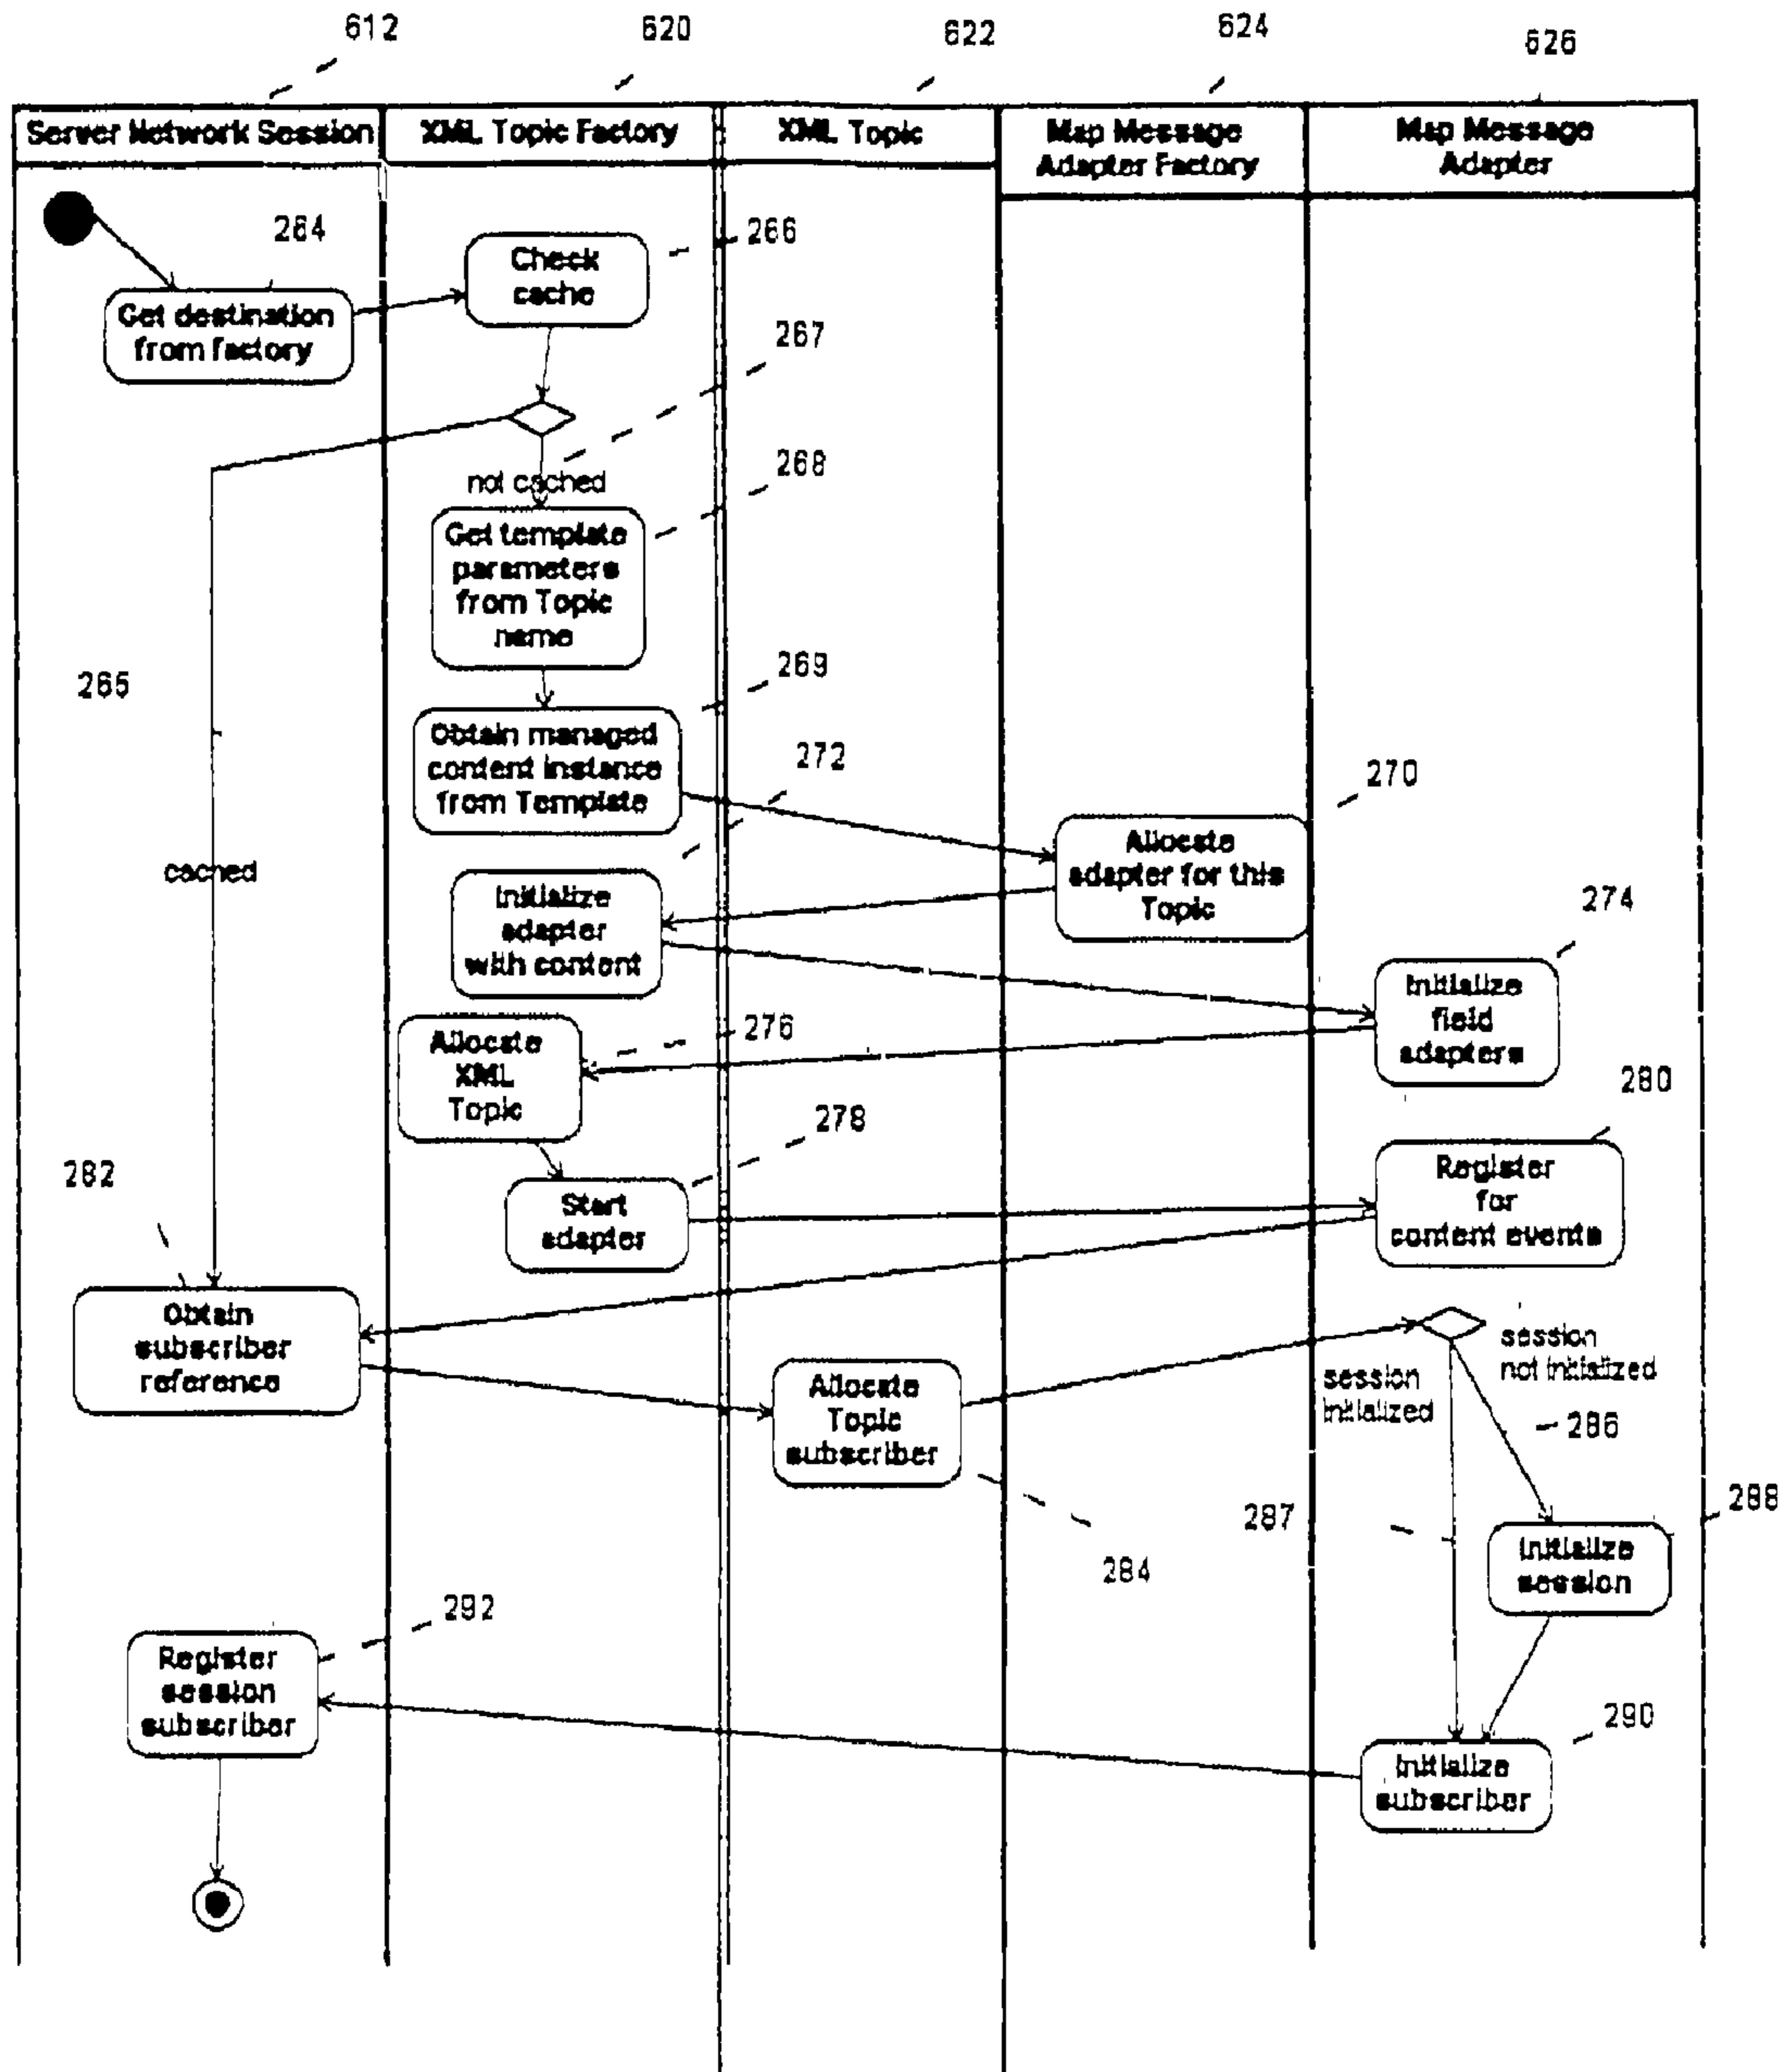 612
620
622
624
626
Server Network Session
XML Topic Factory
XML Topic
Map Message
Adapter Factory
Map Message
Adapter
264
Get destination
from factory
Check
cache
266
267
not cached
268
Get template
parameters
from Topic
name
265
cached
269
Obtain managed
content instance
from Template
272
270
Allocate
adapter for this
Topic
Initialize
adapter
with content
274
Initialize
field
adapters
276
Allocate
XML
Topic
278
Start
adapter
280
Register
for
content events
282
Obtain
subscriber
reference
Allocate
Topic
subscriber
284
session
initialized
session
not initialized
286
287
288
Initialize
session
292
Register
session
subscriber
290
Initialize
subscriber